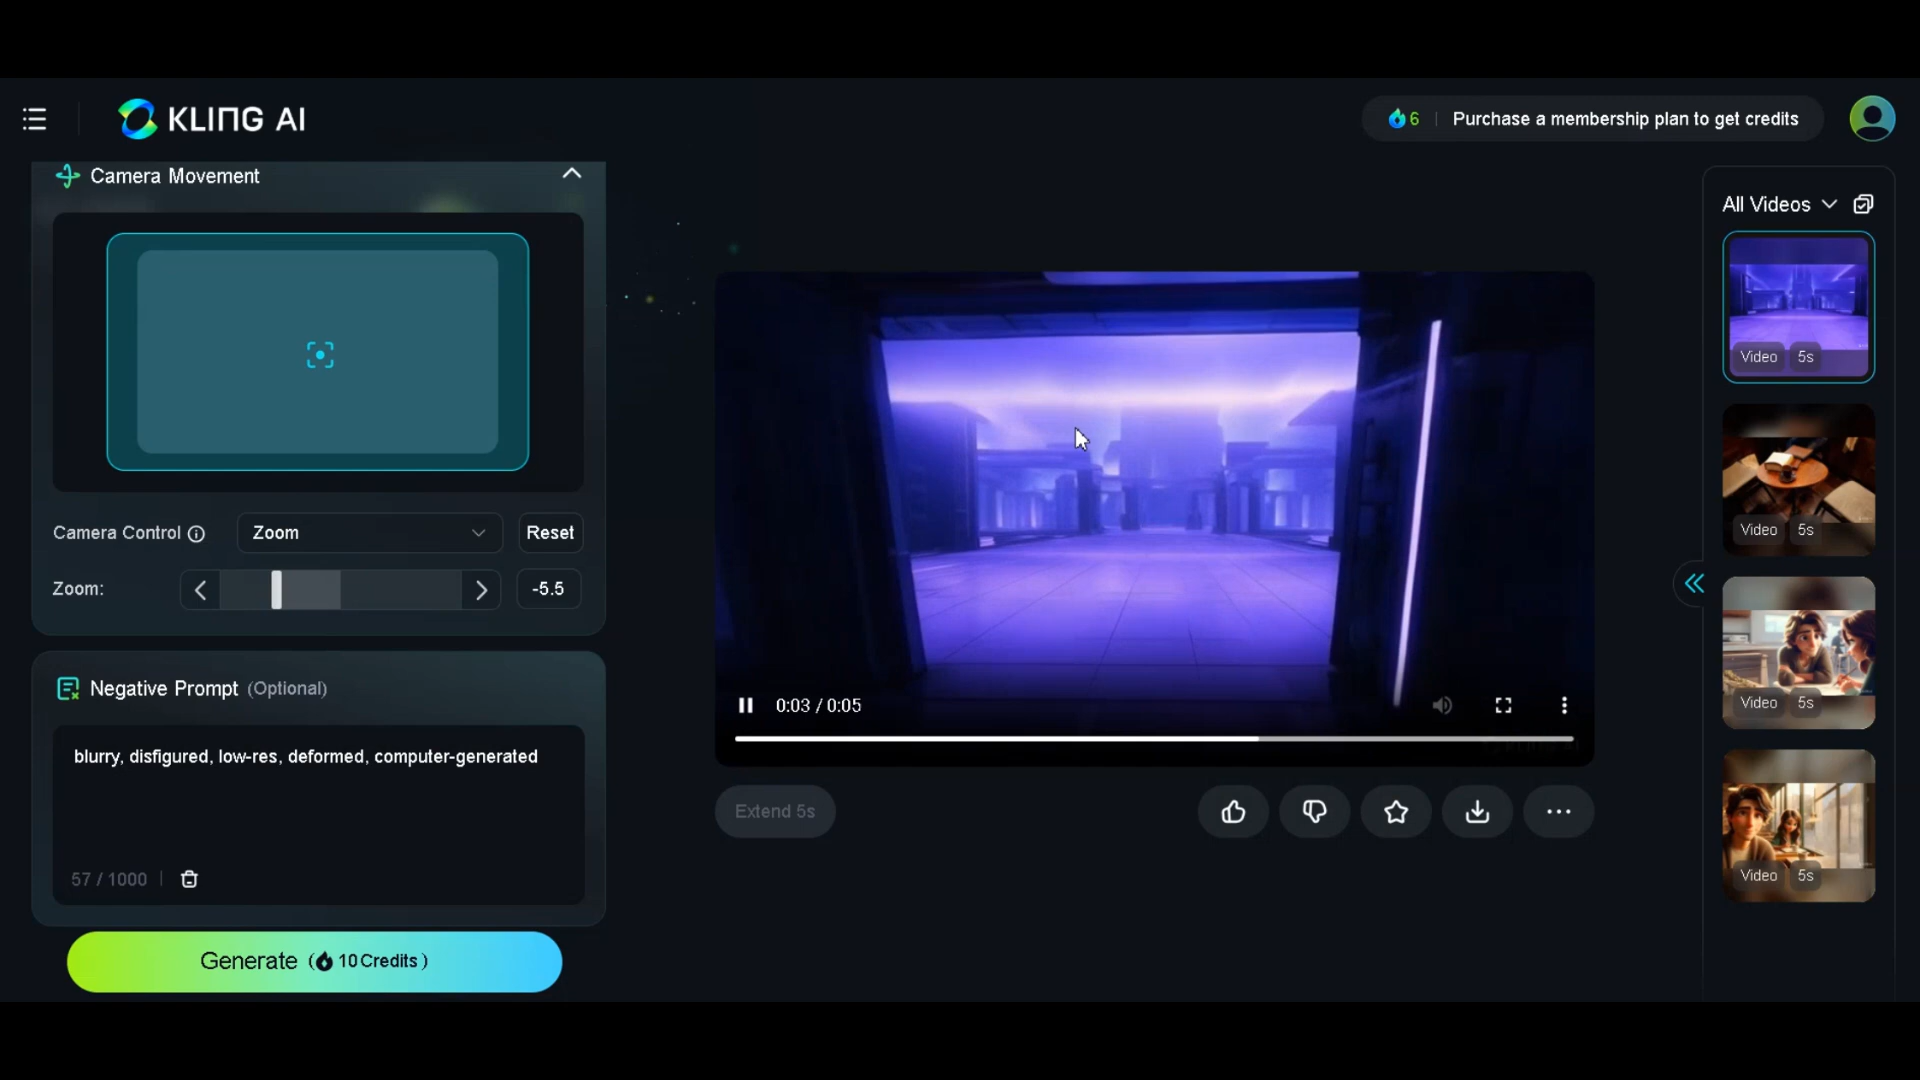 KLING AI
6
Purchase a membership plan to get credits
Camera Movement
Camera Control
Zoom
Reset
Zoom:
-5.5
Negative Prompt (Optional)
blurry, disfigured, low-res, deformed, computer-generated
57 / 1000
Generate (10 Credits)
0:03 / 0:05
Extend 5s
All Videos
Video 5s
Video 5s
Video 5s
Video 5s